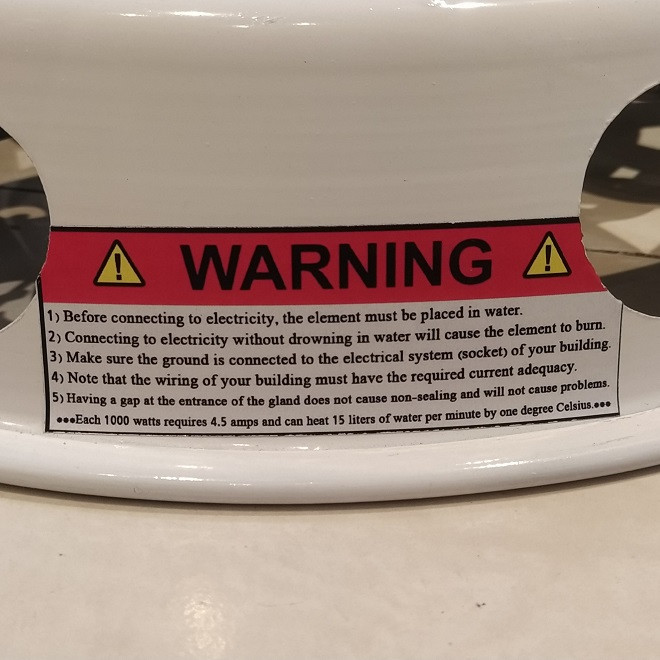 WARNING
1) Before connecting to electricity, the element must be placed in water.
2) Connecting to electricity without drowning in water will cause the element to burn.
3) Make sure the ground is connected to the electrical system (socket) of your building.
4) Note that the wiring of your building must have the required current adequacy.
5) Having a gap at the entrance of the gland does not cause non-sealing and will not cause problems.
●●●Each 1000 watts requires 4.5 amps and can heat 15 liters of water per minute by one degree Celsius.●●●